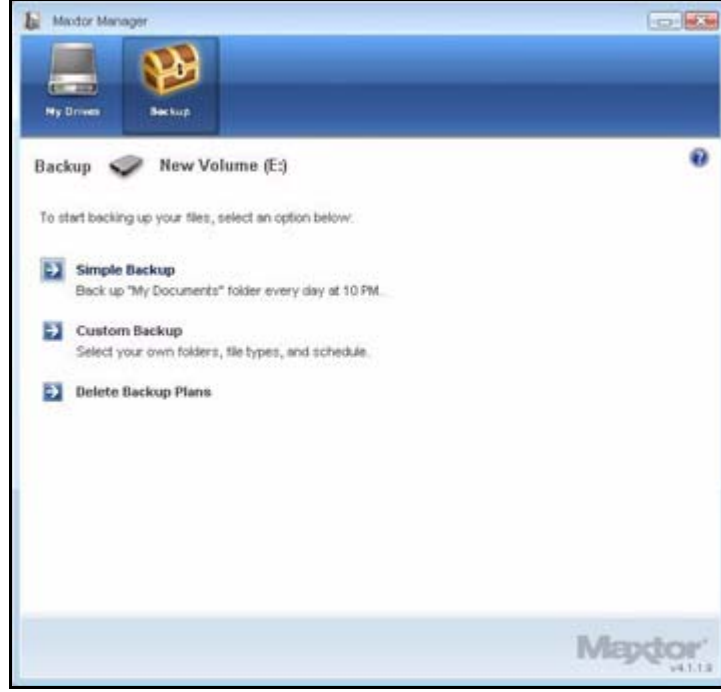 Maxtor Manager
My Drives
Backup
Backup New Volume (E:)
To start backing up your files, select an option below:
Simple Backup
Back up "My Documents" folder every day at 10 PM.
Custom Backup
Select your own folders, file types, and schedule.
Delete Backup Plans
Maxtor